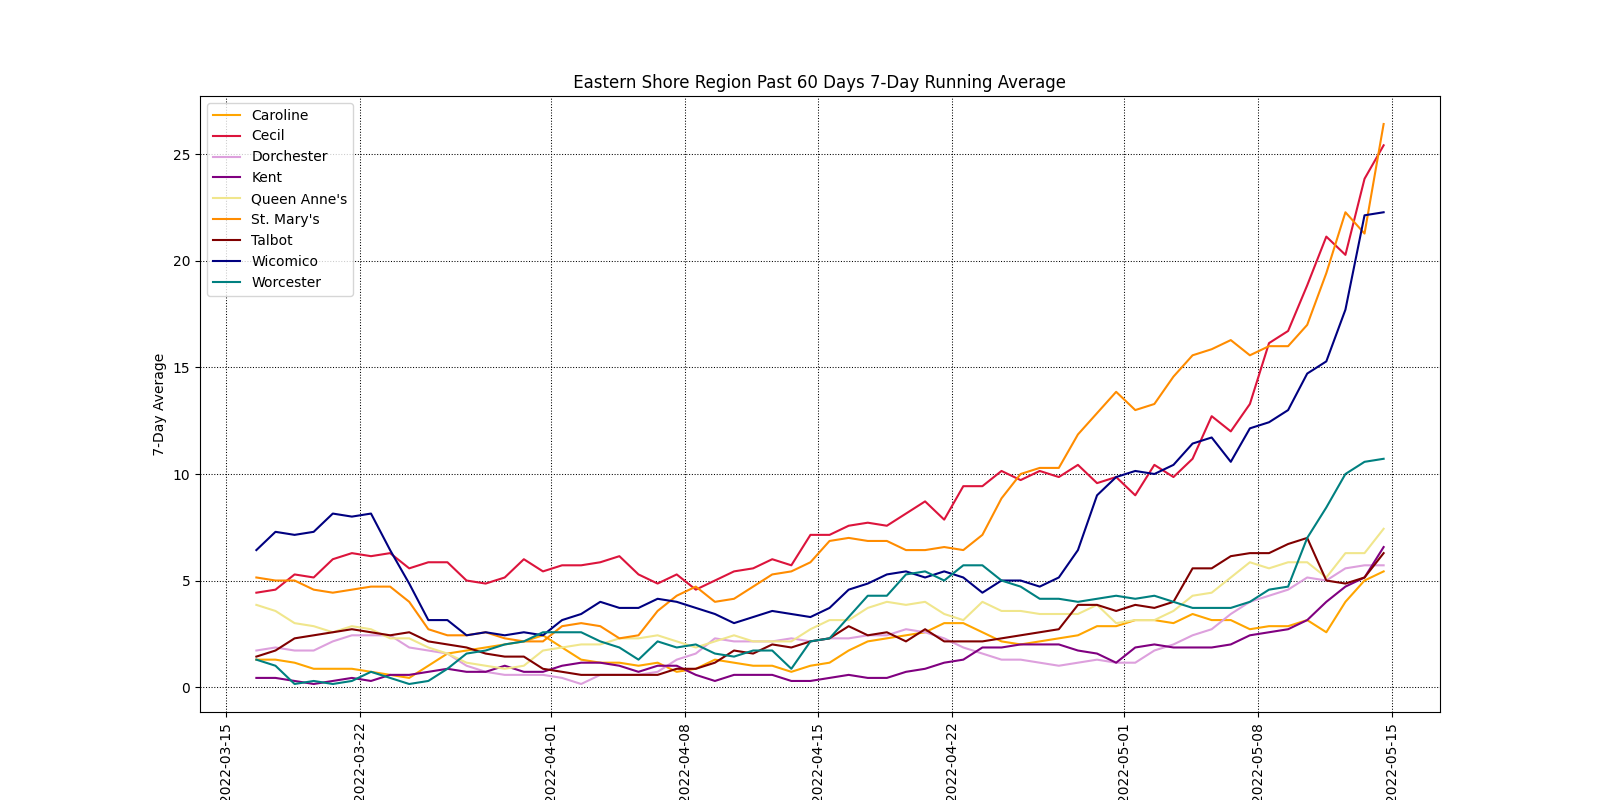 Eastern Shore Region Past 60 Days 7-Day Running Average
Caroline
Cecil
Dorchester
Kent
Queen Anne's
St. Mary's
Talbot
Wicomico
Worcester
7-Day Average
25
20
15
10
5
0
2022-03-15
2022-03-22
2022-04-01
2022-04-08
2022-04-15
2022-04-22
2022-05-01
2022-05-08
2022-05-15